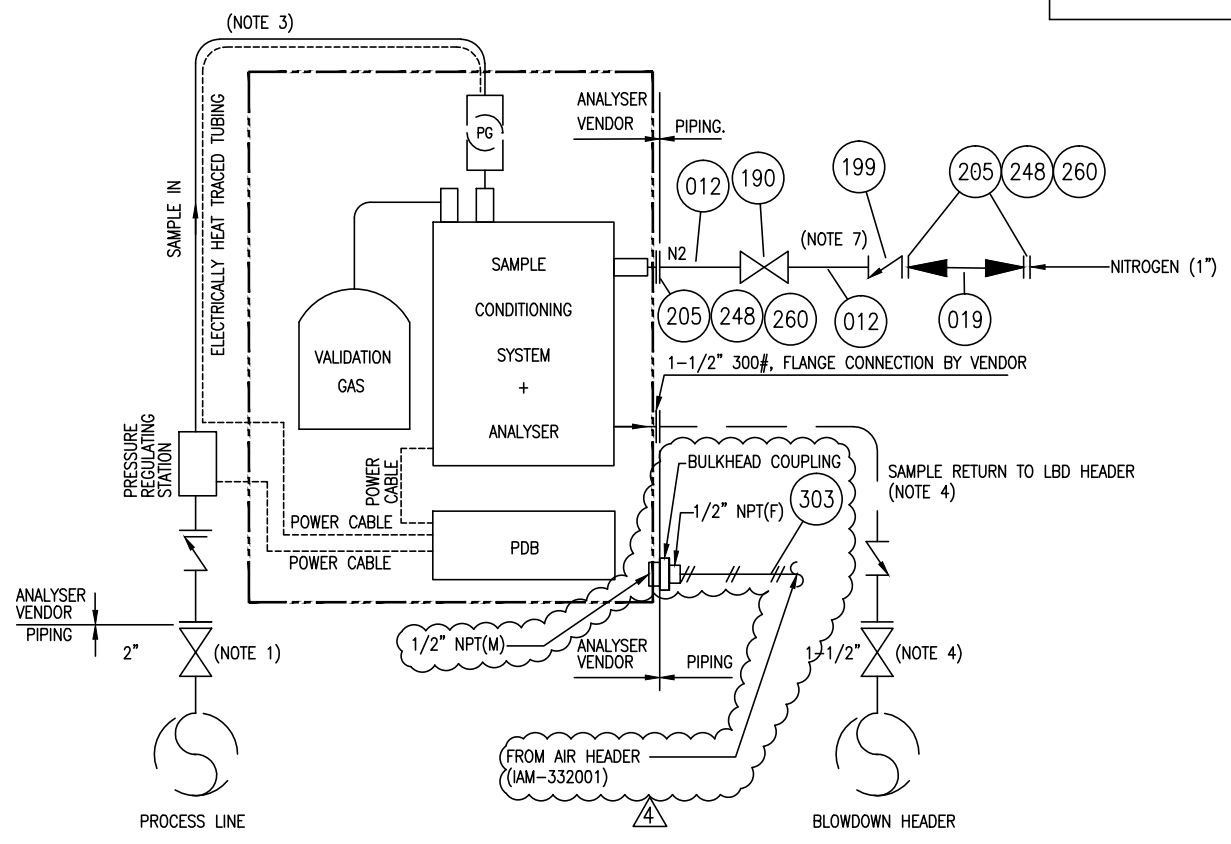 (NOTE 3)
ANALYSER
VENDOR
PIPING.
PG
SAMPLE IN
ELECTRICALLY HEAT TRACED TUBING
012
190
199
205
248
260
(NOTE 7)
N2
NITROGEN (1")
SAMPLE
CONDITIONING
SYSTEM
+
ANALYSER
205
248
260
012
019
VALIDATION
GAS
1-1/2" 300#, FLANGE CONNECTION BY VENDOR
PRESSURE
REGULATING
STATION
POWER
CABLE
BULKHEAD COUPLING
SAMPLE RETURN TO LBD HEADER
(NOTE 4)
303
1/2" NPT(F)
POWER CABLE
POWER CABLE
PDB
ANALYSER
VENDOR
PIPING
2"
(NOTE 1)
1/2" NPT(M)
ANALYSER
VENDOR
PIPING
1-1/2"
(NOTE 4)
FROM AIR HEADER
(IAM-332001)
4
PROCESS LINE
BLOWDOWN HEADER